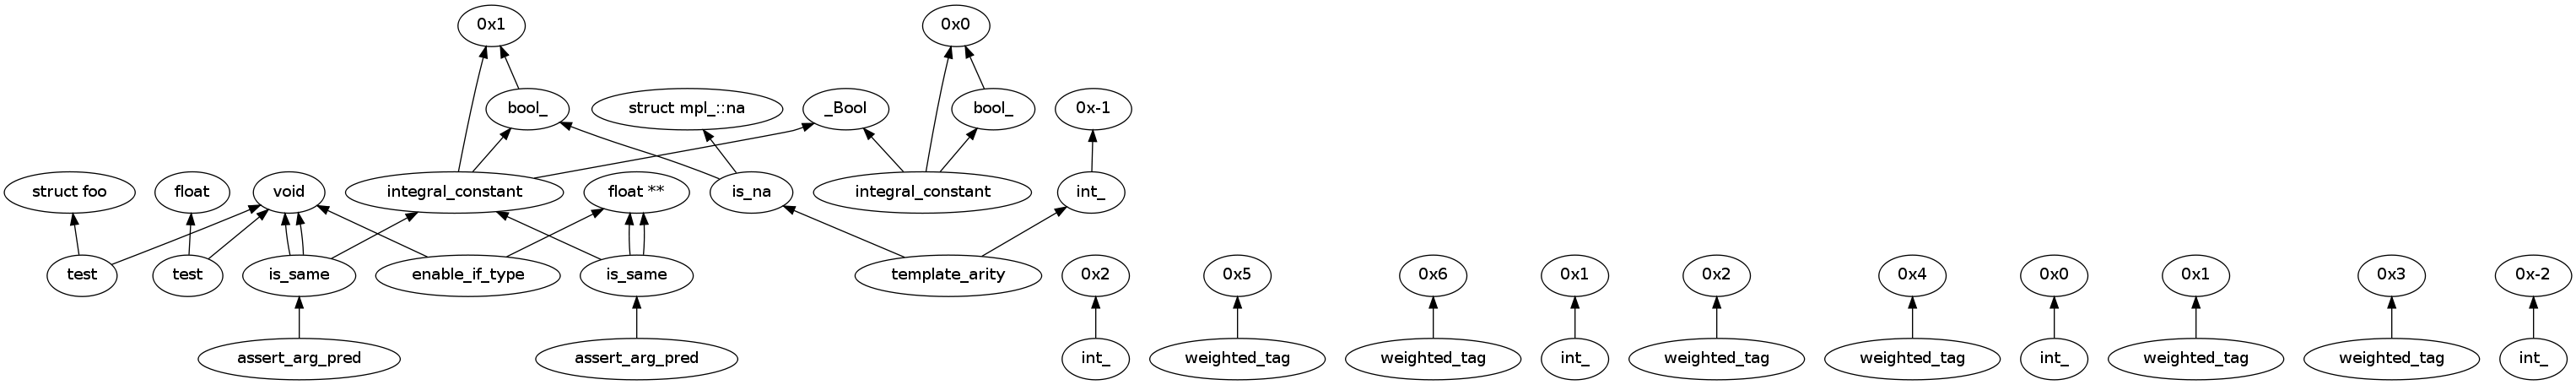 0x1
0x0
bool_
struct mpl_::na
_Bool
bool_
0x-1
struct foo
float
void
integral_constant
float **
is_na
integral_constant
int_
test
test
is_same
enable_if_type
is_same
template_arity
0x2
0x5
0x6
0x1
0x2
0x4
0x0
0x1
0x3
0x-2
assert_arg_pred
assert_arg_pred
int_
weighted_tag
weighted_tag
int_
weighted_tag
weighted_tag
int_
weighted_tag
weighted_tag
int_